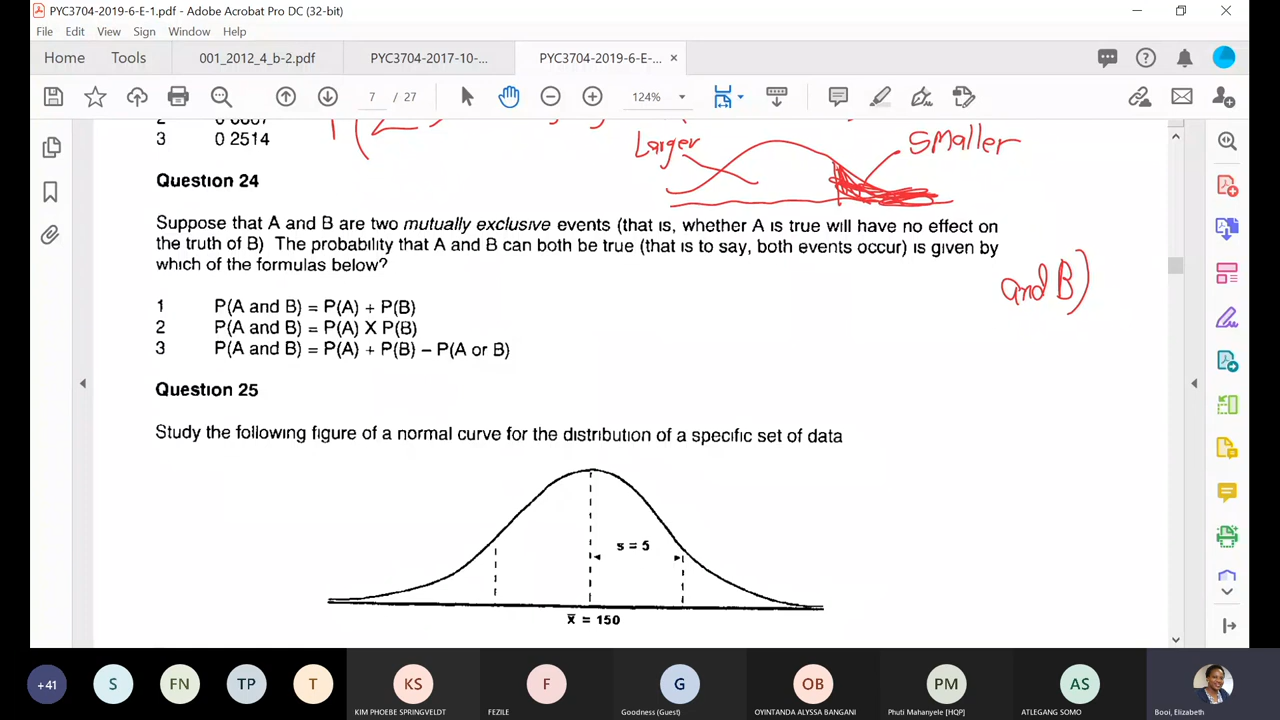 PYC3704-2019-6-E-1.pdf - Adobe Acrobat Pro DC (32-bit)
File Edit View Sign Window Help
Home Tools 001_2012_4_b-2.pdf PYC3704-2017-10-... PYC3704-2019-6-E-... ×
7 / 27 124%
3 0 2514
Larger
Smaller
Question 24
Suppose that A and B are two mutually exclusive events (that is, whether A is true will have no effect on
the truth of B) The probability that A and B can both be true (that is to say, both events occur) is given by
which of the formulas below?
and B)
1 P(A and B) = P(A) + P(B)
2 P(A and B) = P(A) X P(B)
3 P(A and B) = P(A) + P(B) – P(A or B)
Question 25
Study the following figure of a normal curve for the distribution of a specific set of data
s = 5
x̄ = 150
+41 S FN TP T KS F G OB PM AS
KIM PHOEBE SPRINGVELDT FEZILE Goodness (Guest) OYINTANDA ALYSSA BANGANI Phuti Mahanyele [HQP] ATLEGANG SOMO Booi, Elizabeth